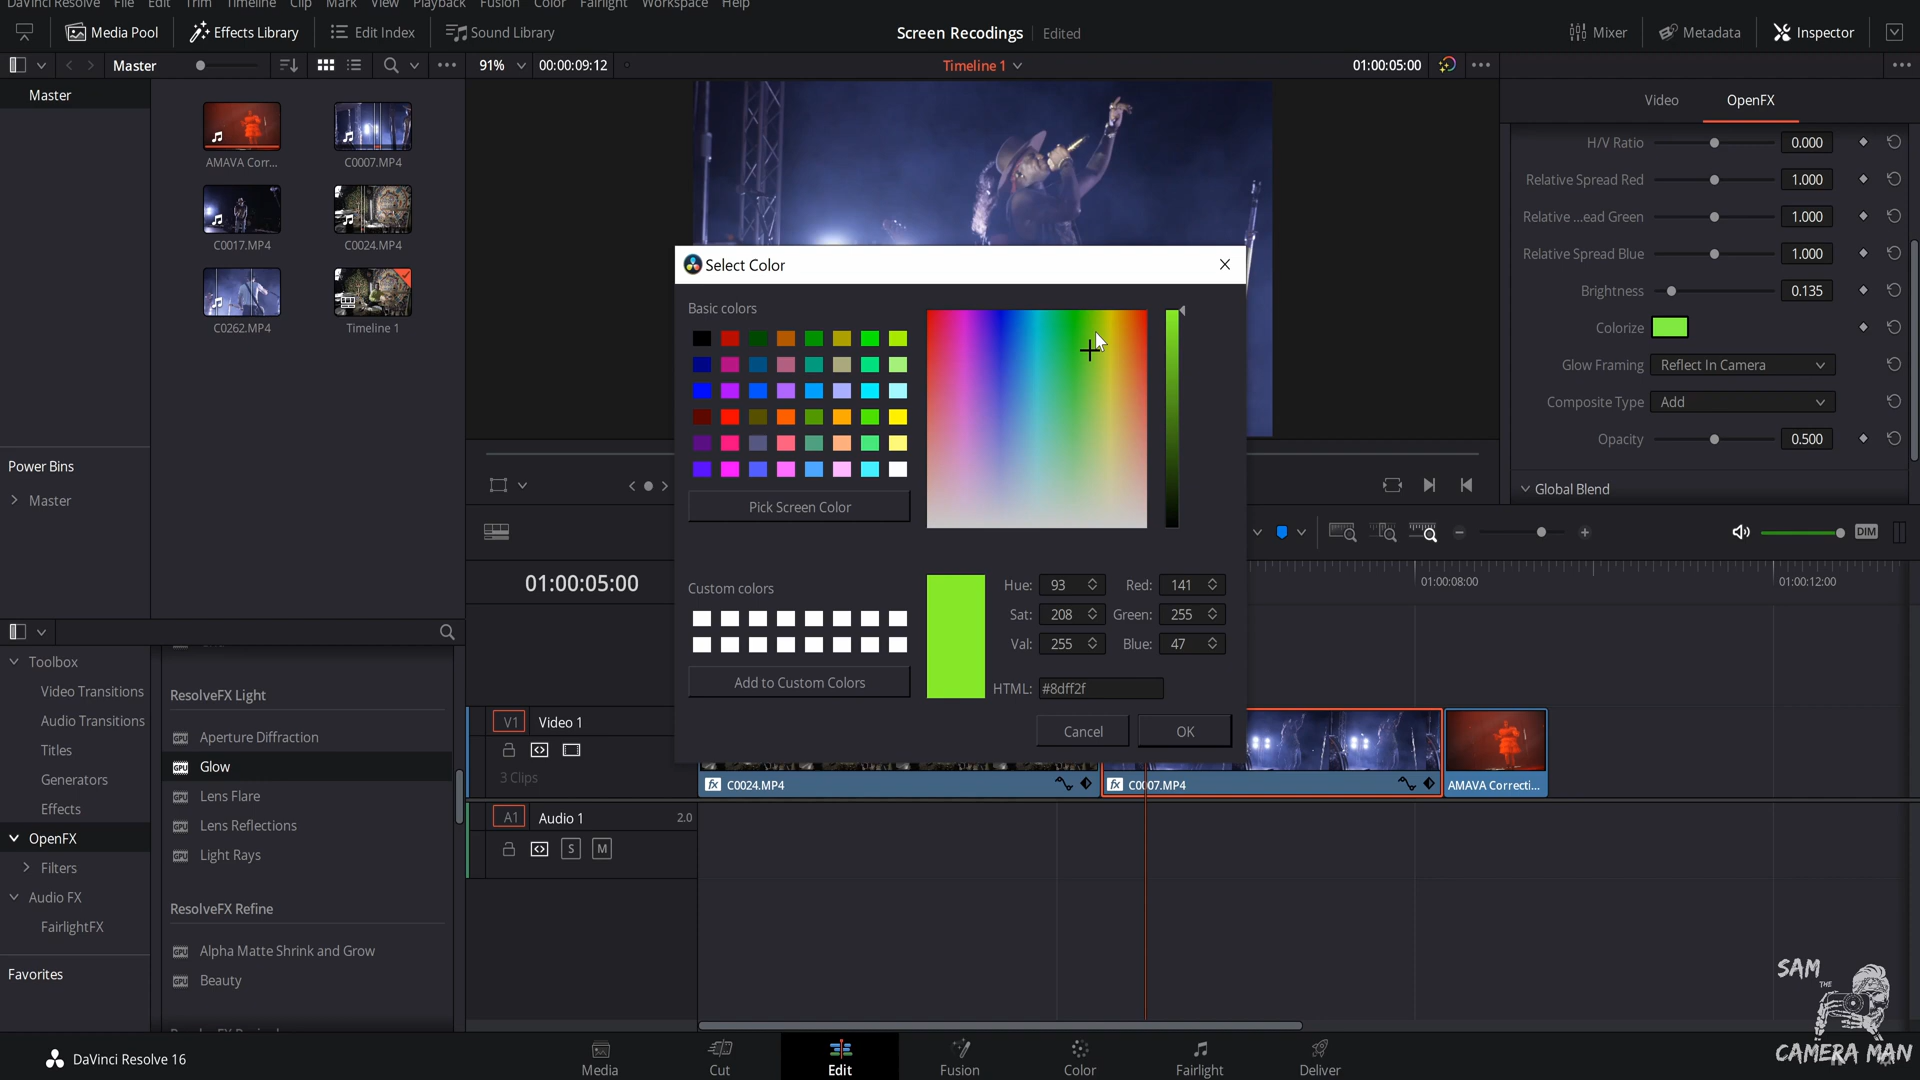 DaVinci Resolve File Edit Trim Timeline Clip Mark View Playback Fusion Color Fairlight Workspace Help
Media Pool Effects Library Edit Index Sound Library Screen Recodings Edited Mixer Metadata Inspector
Master 91% 00:00:09:12 Timeline 1 01:00:05:00
Master
AMAVA Corr... C0007.MP4
C0017.MP4 C0024.MP4
C0262.MP4 Timeline 1
Power Bins
Master
Video OpenFX
H/V Ratio 0.000
Relative Spread Red 1.000
Relative ...ead Green 1.000
Relative Spread Blue 1.000
Brightness 0.135
Colorize
Glow Framing Reflect In Camera
Composite Type Add
Opacity 0.500
Global Blend
Select Color
Basic colors
Pick Screen Color
Custom colors
Add to Custom Colors
Hue: 93 Red: 141
Sat: 208 Green: 255
Val: 255 Blue: 47
HTML: #8dff2f
Cancel OK
DIM
01:00:05:00 01:00:08:00 01:00:12:00
V1 Video 1
3 Clips
C0024.MP4 C0007.MP4 AMAVA Correcti...
A1 Audio 1 2.0
S M
Toolbox
Video Transitions
Audio Transitions
Titles
Generators
Effects
OpenFX
Filters
Audio FX
FairlightFX
Favorites
ResolveFX Light
GPU Aperture Diffraction
GPU Glow
GPU Lens Flare
GPU Lens Reflections
GPU Light Rays
ResolveFX Refine
GPU Alpha Matte Shrink and Grow
GPU Beauty
SAM
THE
CAMERA MAN
DaVinci Resolve 16 Media Cut Edit Fusion Color Fairlight Deliver